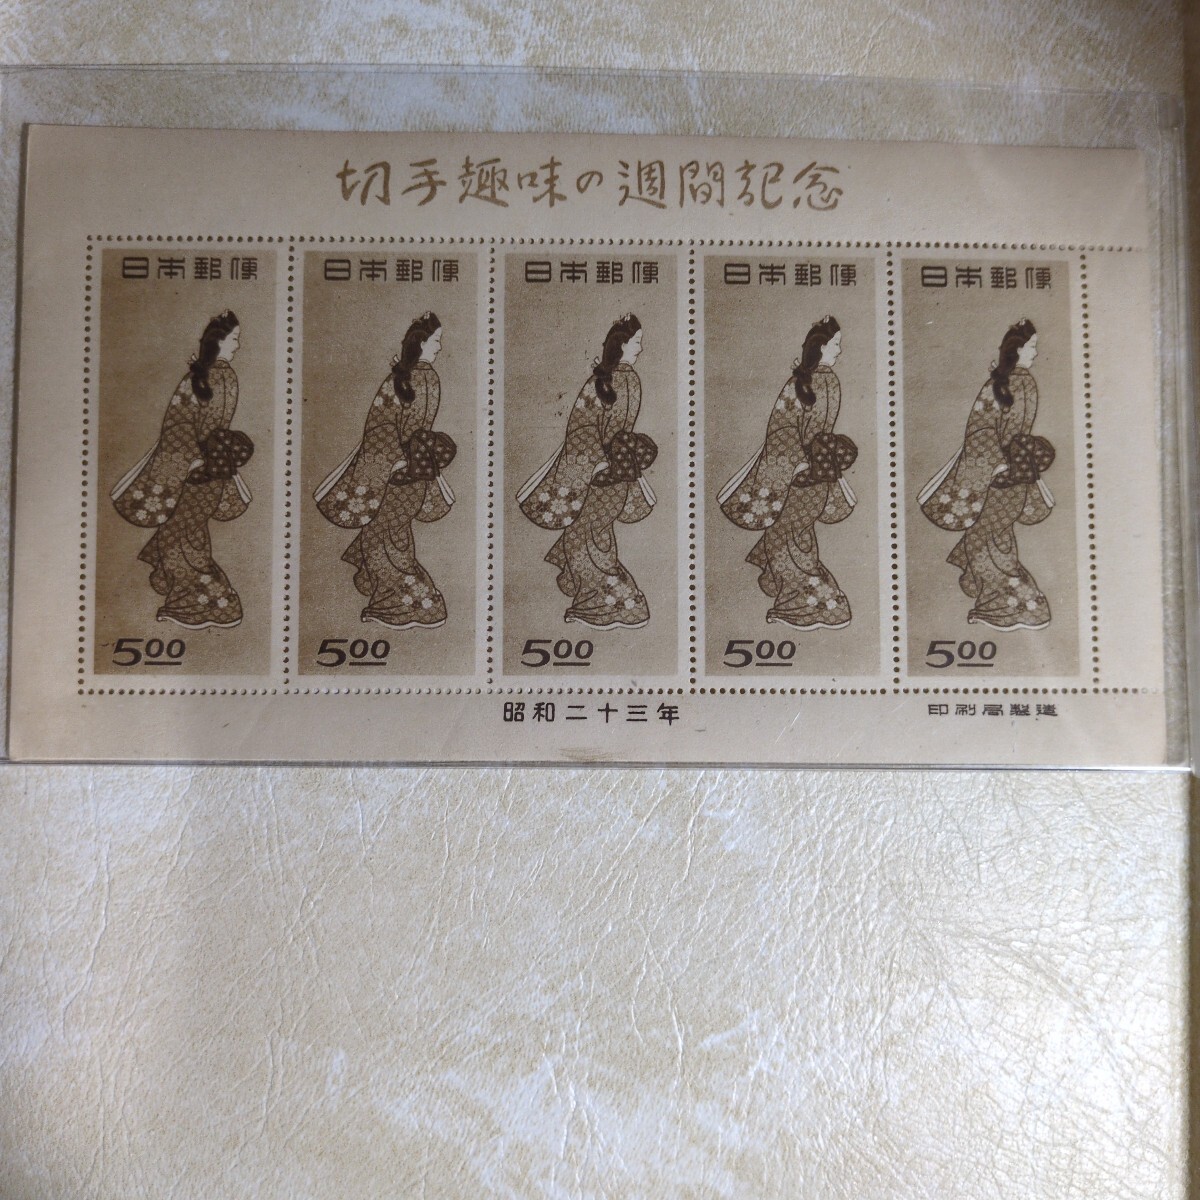 切手趣味の週間記念
日本郵便 日本郵便 日本郵便 日本郵便 日本郵便
5.00 5.00 5.00 5.00 5.00
昭和二十三年 印刷局製造